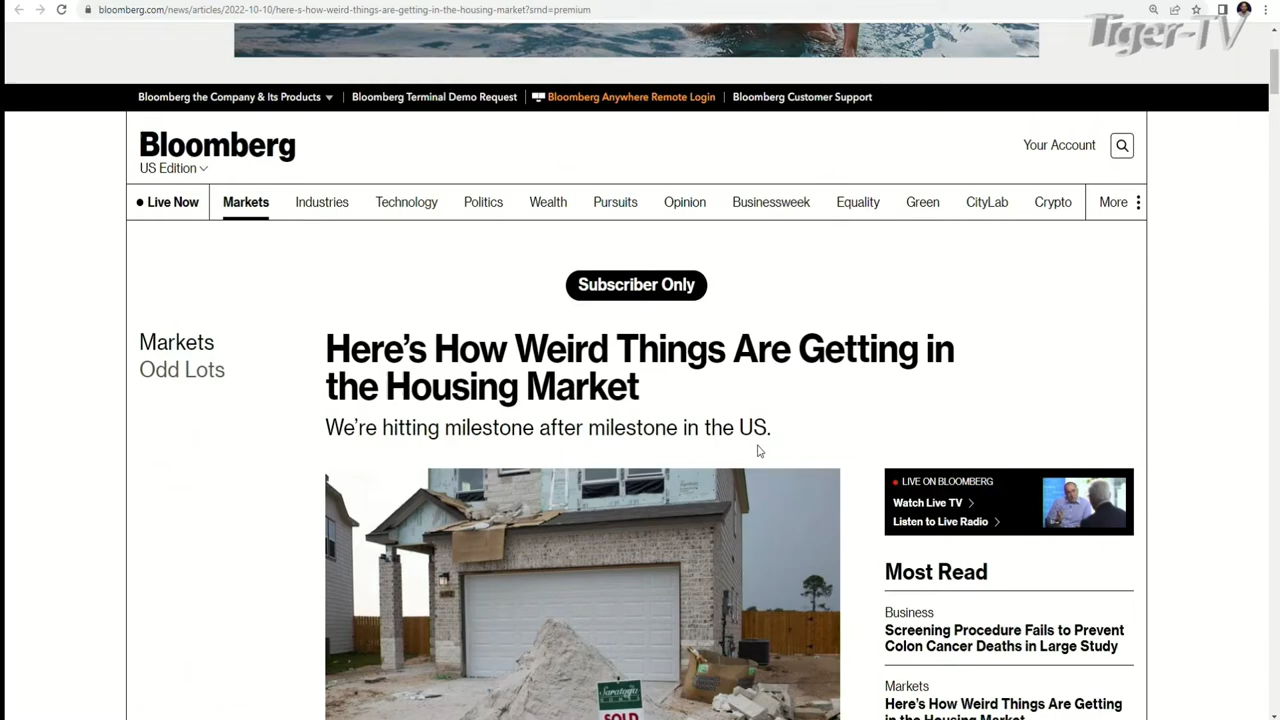 bloomberg.com/news/articles/2022-10-10/here-s-how-weird-things-are-getting-in-the-housing-market?srnd=premium
Tiger-TV
Bloomberg the Company & Its Products
Bloomberg Terminal Demo Request
Bloomberg Anywhere Remote Login
Bloomberg Customer Support
Bloomberg
US Edition
Your Account
Live Now
Markets
Industries
Technology
Politics
Wealth
Pursuits
Opinion
Businessweek
Equality
Green
CityLab
Crypto
More
Subscriber Only
Markets
Odd Lots
Here's How Weird Things Are Getting in
the Housing Market
We're hitting milestone after milestone in the US.
Saratoga
SOLD
LIVE ON BLOOMBERG
Watch Live TV
Listen to Live Radio
Most Read
Business
Screening Procedure Fails to Prevent
Colon Cancer Deaths in Large Study
Markets
Here's How Weird Things Are Getting
in the Housing Market